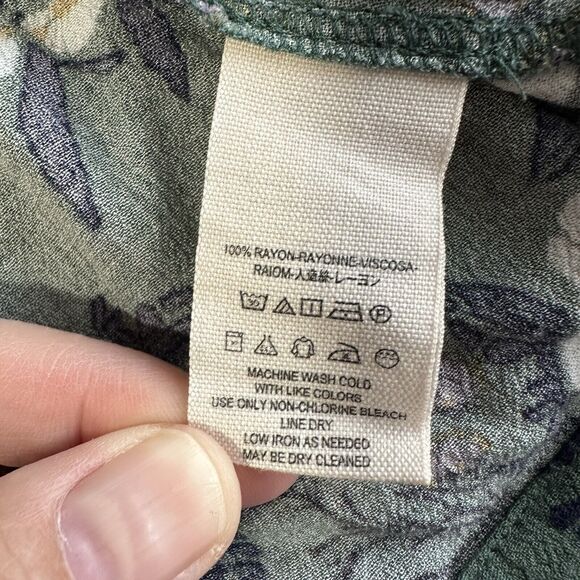 100% RAYON-RAYONNE-VISCOSA-
RAIOM-人造絲-レーヨン
MACHINE WASH COLD
WITH LIKE COLORS
USE ONLY NON-CHLORINE BLEACH
LINE DRY
LOW IRON AS NEEDED
MAY BE DRY CLEANED